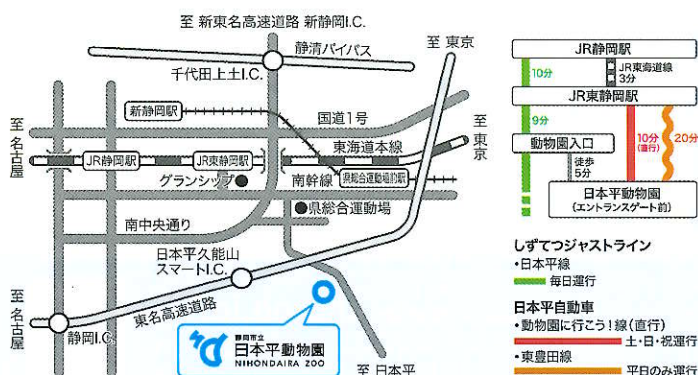 至 新東名高速道路 新静岡I.C.
静清バイパス
至 東京
千代田上土I.C.
新静岡駅
国道1号
至 名古屋
東海道本線
至 東京
JR静岡駅
JR東静岡駅
グランシップ
南幹線
県総合運動場前駅
県総合運動場
南中央通り
日本平久能山
スマートI.C.
東名高速道路
至 名古屋
静岡I.C.
静岡市立
日本平動物園
NIHONDAIRA ZOO
至 日本平
JR静岡駅
10分
JR東海道線
3分
JR東静岡駅
9分
10分
(直行)
20分
動物園入口
徒歩
5分
日本平動物園
(エントランスゲート前)
しずてつジャストライン
・日本平線
毎日運行
日本平自動車
・動物園に行こう!線(直行)
土・日・祝運行
・東豊田線
平日のみ運行